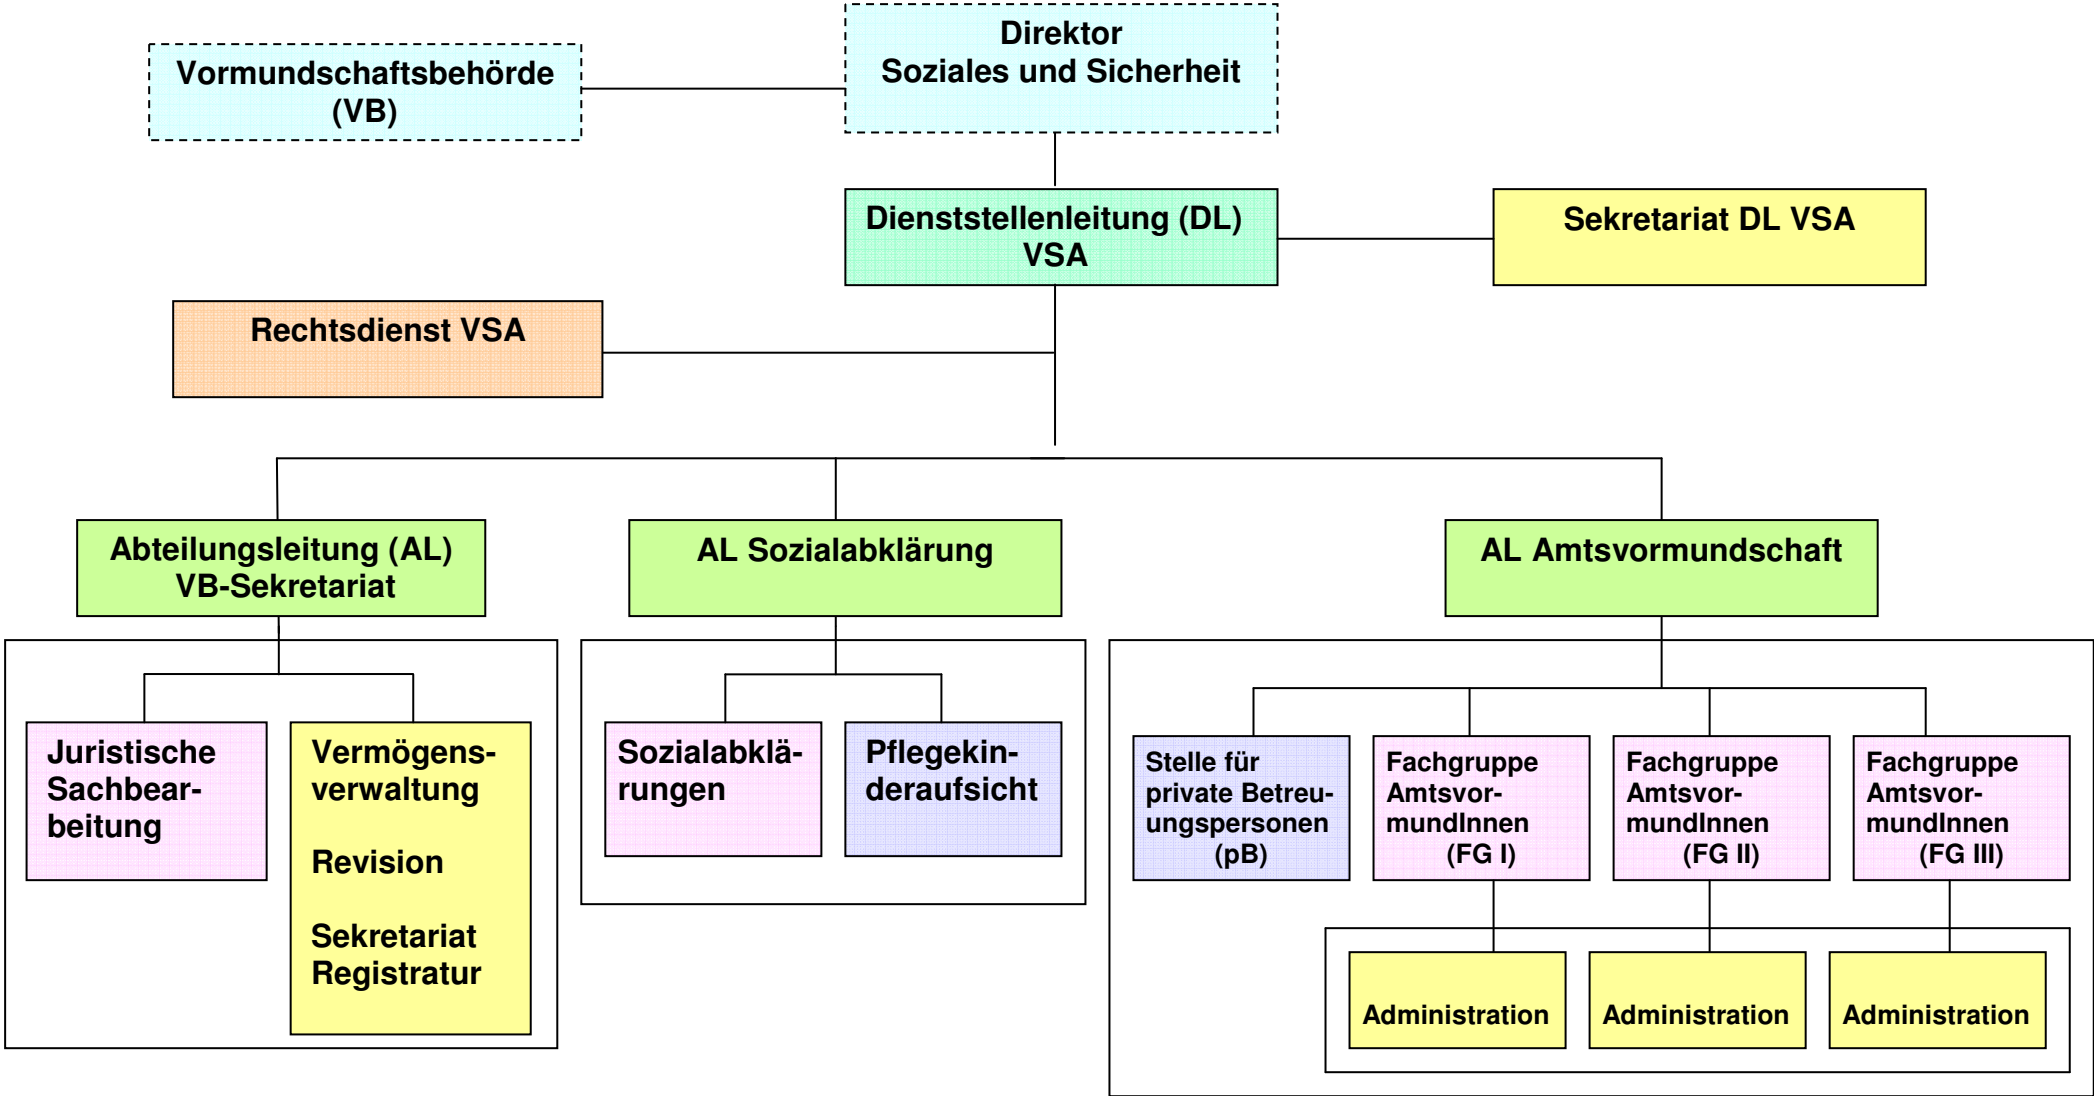 Direktor
Soziales und Sicherheit
Vormundschaftsbehörde
(VB)
Dienststellenleitung (DL)
VSA
Sekretariat DL VSA
Rechtsdienst VSA
Abteilungsleitung (AL)
VB-Sekretariat
AL Sozialabklärung
AL Amtsvormundschaft
Juristische
Sachbear-
beitung
Vermögens-
verwaltung
Revision
Sekretariat
Registratur
Sozialabklä-
rungen
Pflegekin-
deraufsicht
Stelle für
private Betreu-
ungspersonen
(pB)
Fachgruppe
Amtsvor-
mundInnen
(FG I)
Fachgruppe
Amtsvor-
mundInnen
(FG II)
Fachgruppe
Amtsvor-
mundInnen
(FG III)
Administration
Administration
Administration